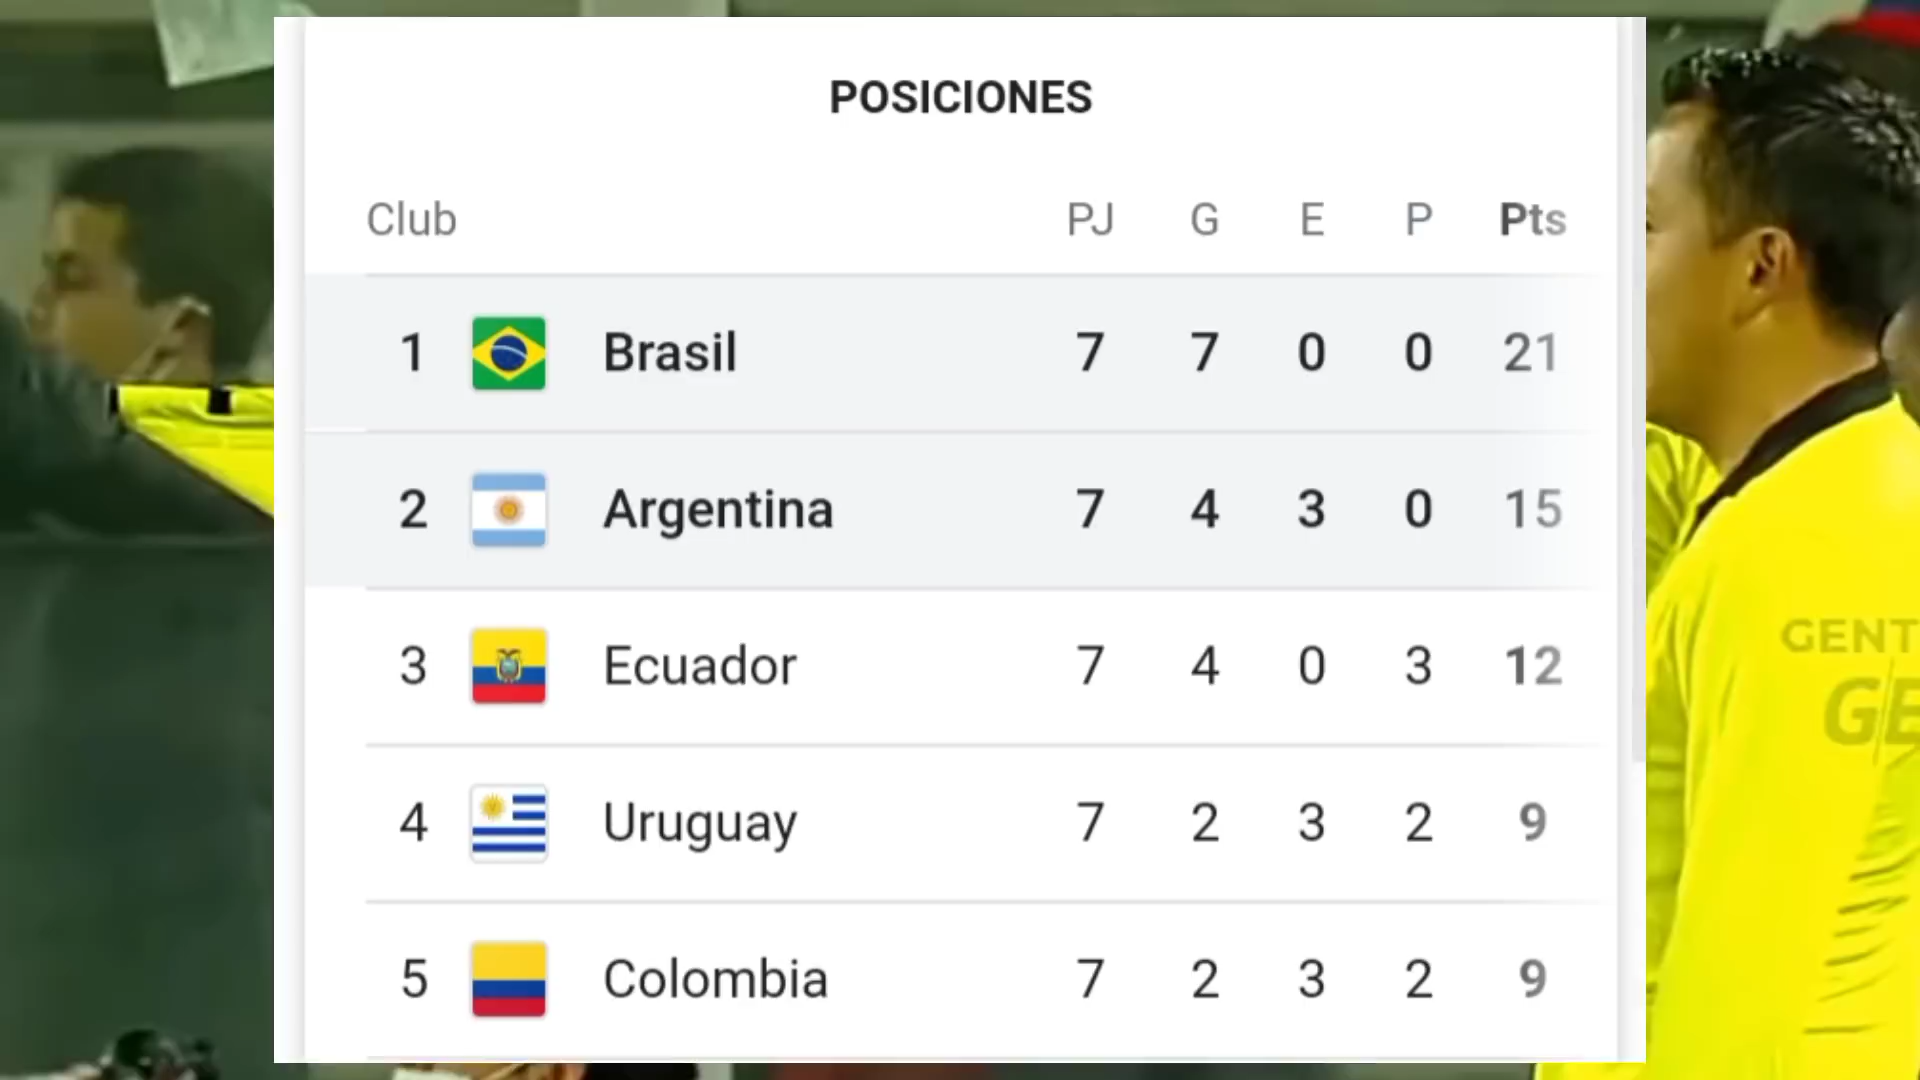 POSICIONES
Club PJ G E P Pts
1 Brasil 7 7 0 0 21
2 Argentina 7 4 3 0 15
3 Ecuador 7 4 0 3 12
4 Uruguay 7 2 3 2 9
5 Colombia 7 2 3 2 9
GENT
GE